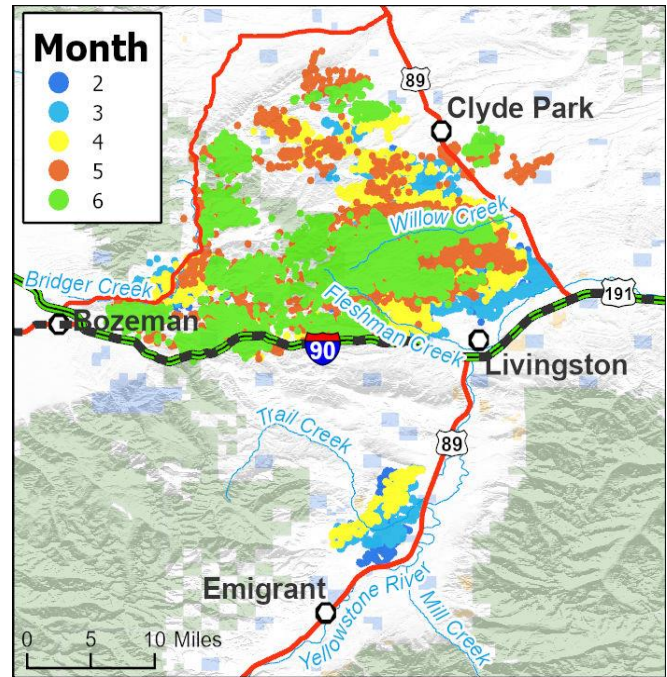 Month
2
3
4
5
6
89
Clyde Park
Willow Creek
Bridger Creek
191
Bozeman
Fleshman Creek
90
Livingston
Trail Creek
89
Emigrant
Yellowstone River
Mill Creek
0 5 10 Miles